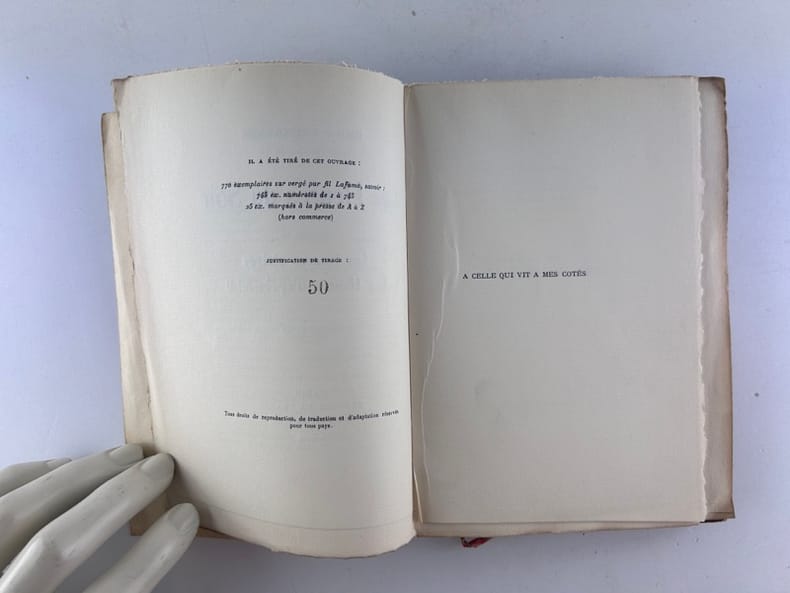 IL A ÉTÉ TIRÉ DE CET OUVRAGE :
770 exemplaires sur vergé pur fil Lafuma, savoir :
745 ex. numérotés de 1 à 745
25 ex. marqués à la presse de A à Z
(hors commerce)
JUSTIFICATION DE TIRAGE :
50
Tous droits de reproduction, de traduction et d'adaptation réservés
pour tous pays.
A CELLE QUI VIT A MES COTÉS